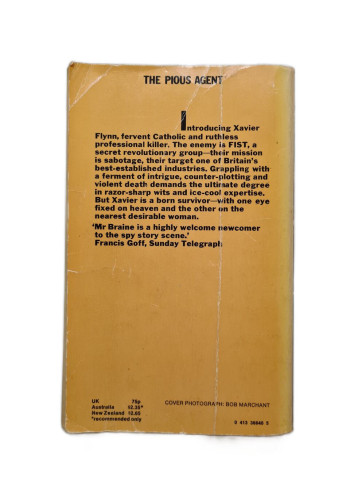 THE PIOUS AGENT
Introducing Xavier
Flynn, fervent Catholic and ruthless
professional killer. The enemy is FIST, a
secret revolutionary group—their mission
is sabotage, their target one of Britain's
best-established industries. Grappling with
a ferment of intrigue, counter-plotting and
violent death demands the ultimate degree
in razor-sharp wits and ice-cool expertise.
But Xavier is a born survivor—with one eye
fixed on heaven and the other on the
nearest desirable woman.
'Mr Braine is a highly welcome newcomer
to the spy story scene.'
Francis Goff, Sunday Telegraph
UK 75p
Australia $2.35*
New Zealand $2.60
*recommended only
COVER PHOTOGRAPH: BOB MARCHANT